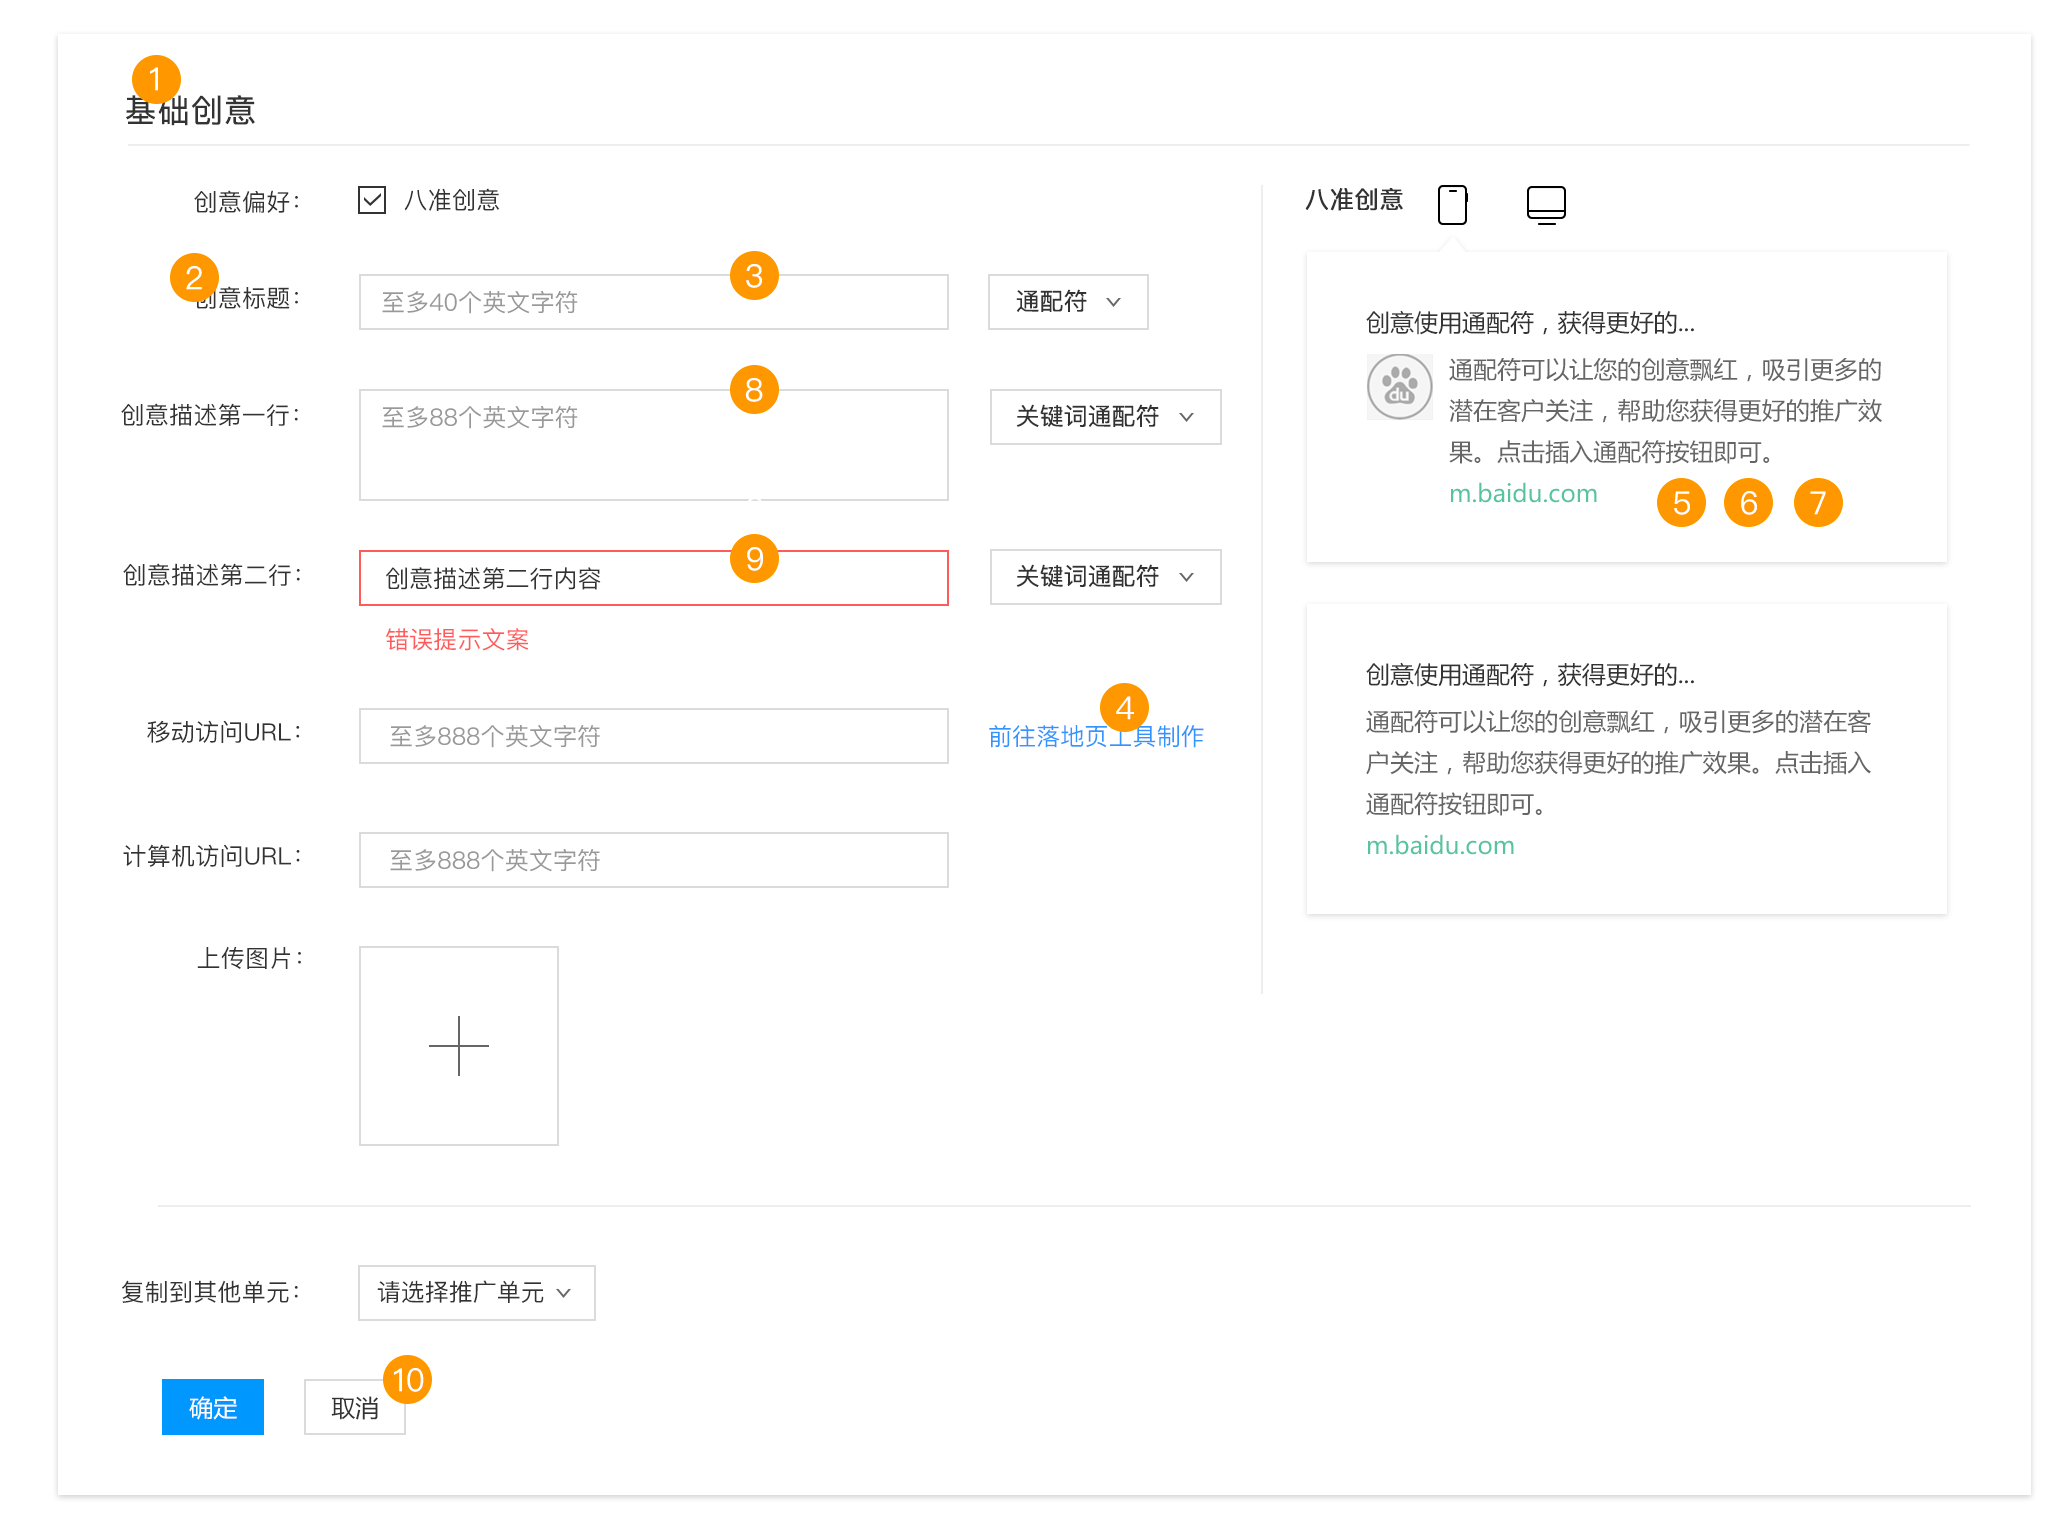 1
基础创意
创意偏好：
八准创意
2
创意标题：
至多40个英文字符
3
通配符
创意描述第一行：
至多88个英文字符
8
关键词通配符
创意描述第二行：
创意描述第二行内容
9
关键词通配符
错误提示文案
移动访问URL：
至多888个英文字符
4
前往落地页工具制作
计算机访问URL：
至多888个英文字符
上传图片：
八准创意
创意使用通配符，获得更好的...
du
通配符可以让您的创意飘红，吸引更多的
潜在客户关注，帮助您获得更好的推广效
果。点击插入通配符按钮即可。
m.baidu.com
5
6
7
创意使用通配符，获得更好的...
通配符可以让您的创意飘红，吸引更多的潜在客
户关注，帮助您获得更好的推广效果。点击插入
通配符按钮即可。
m.baidu.com
复制到其他单元：
请选择推广单元
确定
取消
10